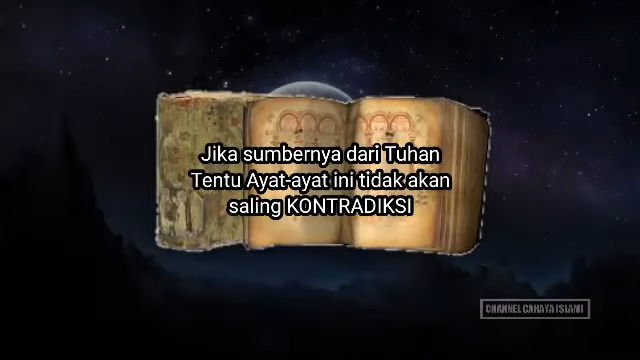 Jika sumbernya dari Tuhan
Tentu Ayat-ayat ini tidak akan
saling KONTRADIKSI
CHANNEL CAHAYA ISLAMI